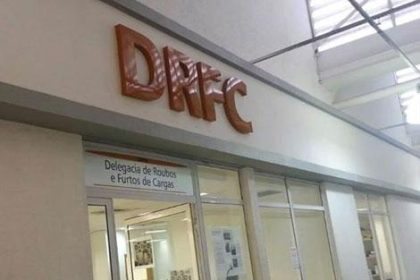 DRFC
Delegacia de Roubos
e Furtos de Cargas